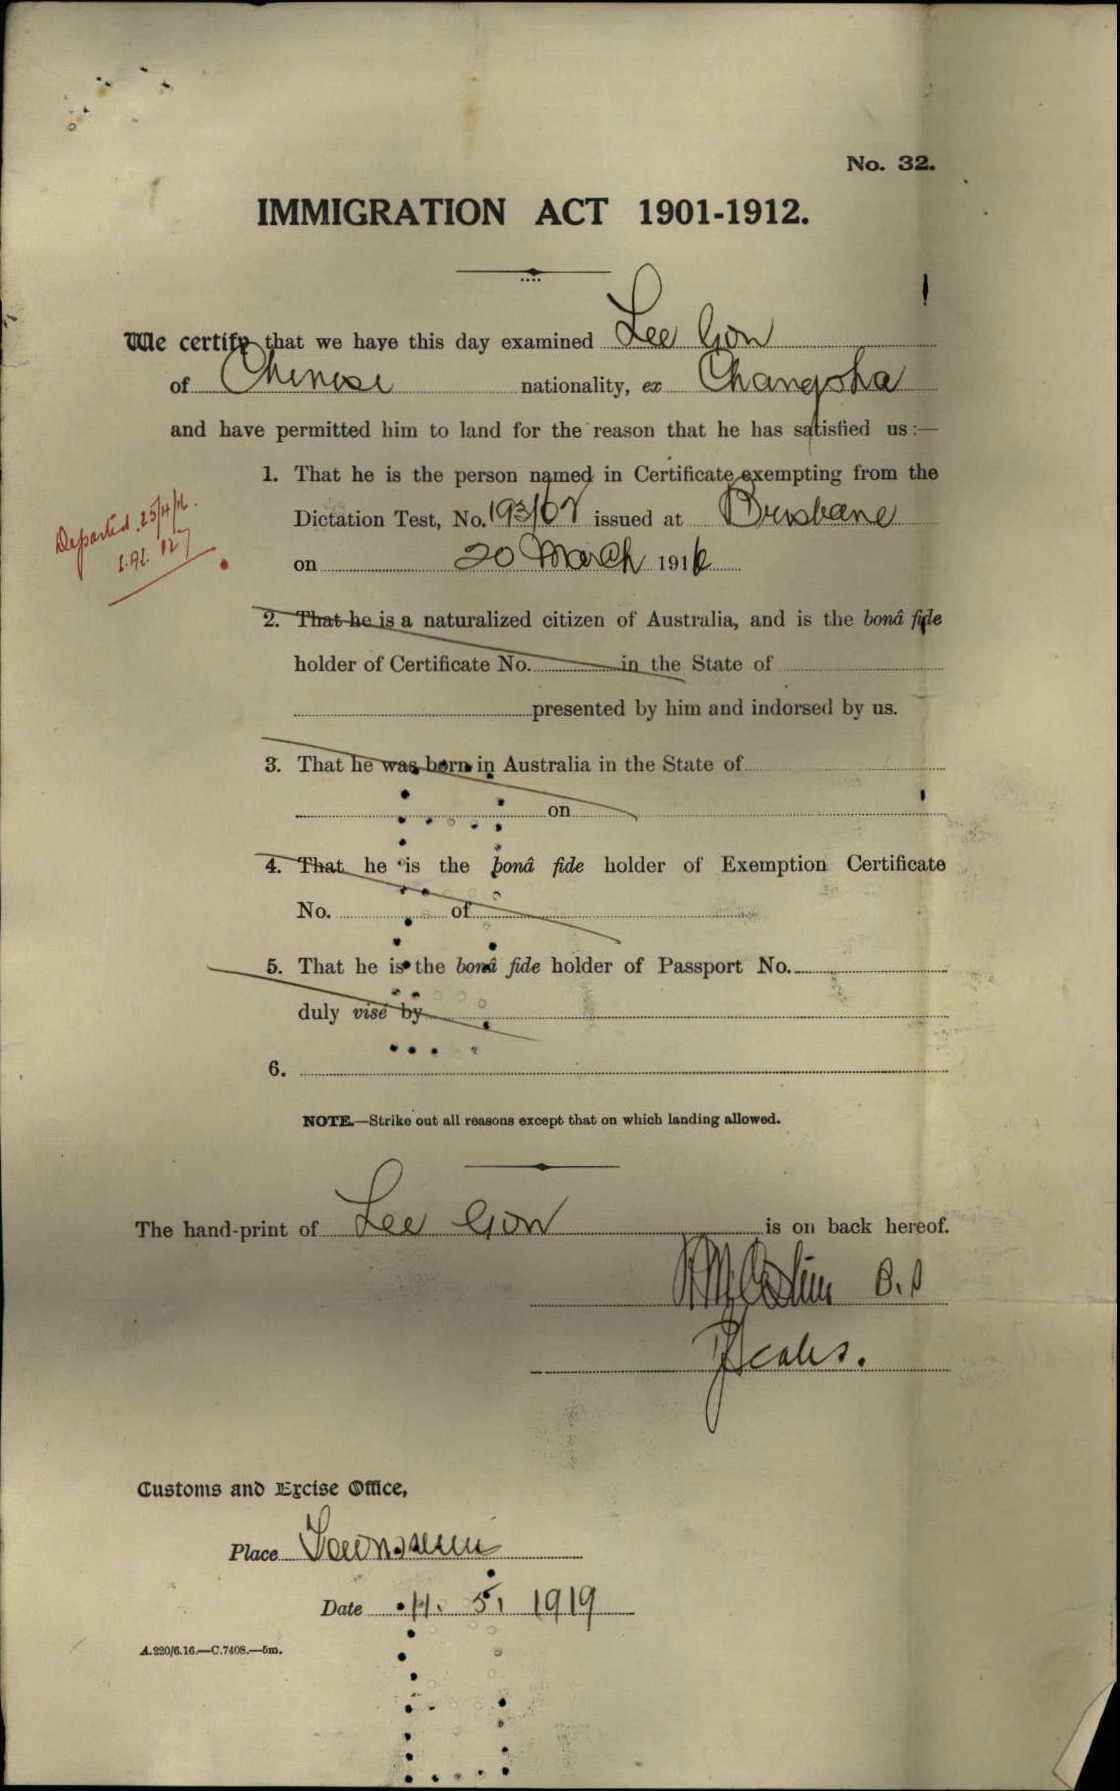 No. 32.
IMMIGRATION ACT 1901-1912.
We certify that we have this day examined Lee Gow
of Chinese nationality, ex Changsha
and have permitted him to land for the reason that he has satisfied us:—
1. That he is the person named in Certificate exempting from the
Dictation Test, No. 193/07 issued at Brisbane
on 20 March 1916
Departed 25/4/16.
2. That he is a naturalized citizen of Australia, and is the bonâ fide
holder of Certificate No. in the State of
presented by him and indorsed by us.
3. That he was born in Australia in the State of
on
4. That he is the bonâ fide holder of Exemption Certificate
No. of
5. That he is the bonâ fide holder of Passport No.
duly visé by
6.
NOTE.—Strike out all reasons except that on which landing allowed.
The hand-print of Lee Gow is on back hereof.
Customs and Excise Office,
Place Townsville
Date 11. 5. 1919
A.220/6.16.—C.7408.—5m.